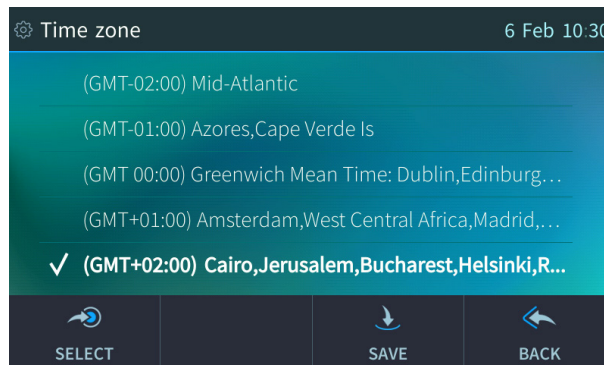 Time zone
6 Feb 10:30
(GMT-02:00) Mid-Atlantic
(GMT-01:00) Azores,Cape Verde Is
(GMT 00:00) Greenwich Mean Time: Dublin,Edinburg...
(GMT+01:00) Amsterdam,West Central Africa,Madrid,...
(GMT+02:00) Cairo,Jerusalem,Bucharest,Helsinki,R...
SELECT
SAVE
BACK